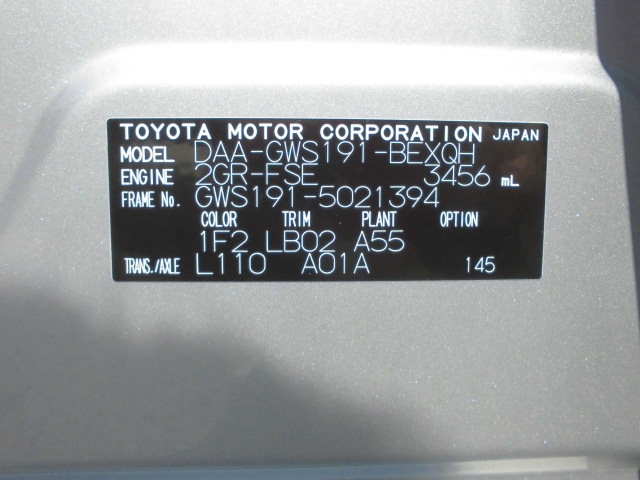 TOYOTA MOTOR CORPORATION JAPAN
MODEL DAA-GWS191-BEXQH
ENGINE 2GR-FSE 3456 mL
FRAME No. GWS191-5021394
COLOR TRIM PLANT OPTION
1F2 LB02 A55
TRANS./AXLE L110 A01A 145